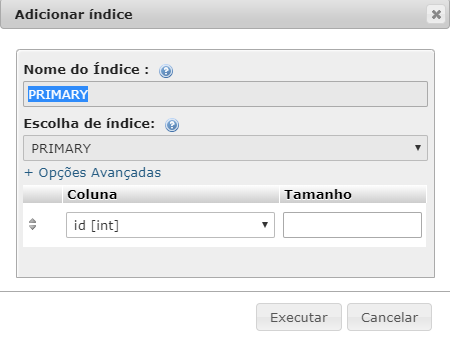 Adicionar índice
Nome do Índice :
PRIMARY
Escolha de índice:
PRIMARY
+ Opções Avançadas
Coluna Tamanho
id [int]
Executar Cancelar